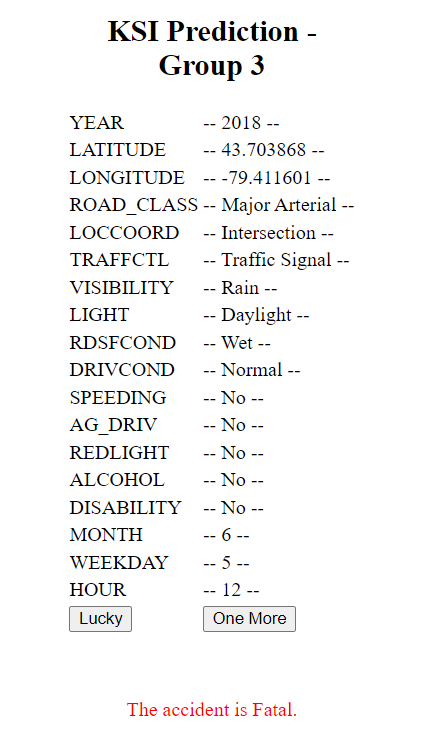 KSI Prediction -
Group 3
YEAR -- 2018 --
LATITUDE -- 43.703868 --
LONGITUDE -- -79.411601 --
ROAD_CLASS -- Major Arterial --
LOCCOORD -- Intersection --
TRAFFCTL -- Traffic Signal --
VISIBILITY -- Rain --
LIGHT -- Daylight --
RDSFCOND -- Wet --
DRIVCOND -- Normal --
SPEEDING -- No --
AG_DRIV -- No --
REDLIGHT -- No --
ALCOHOL -- No --
DISABILITY -- No --
MONTH -- 6 --
WEEKDAY -- 5 --
HOUR -- 12 --
Lucky One More
The accident is Fatal.